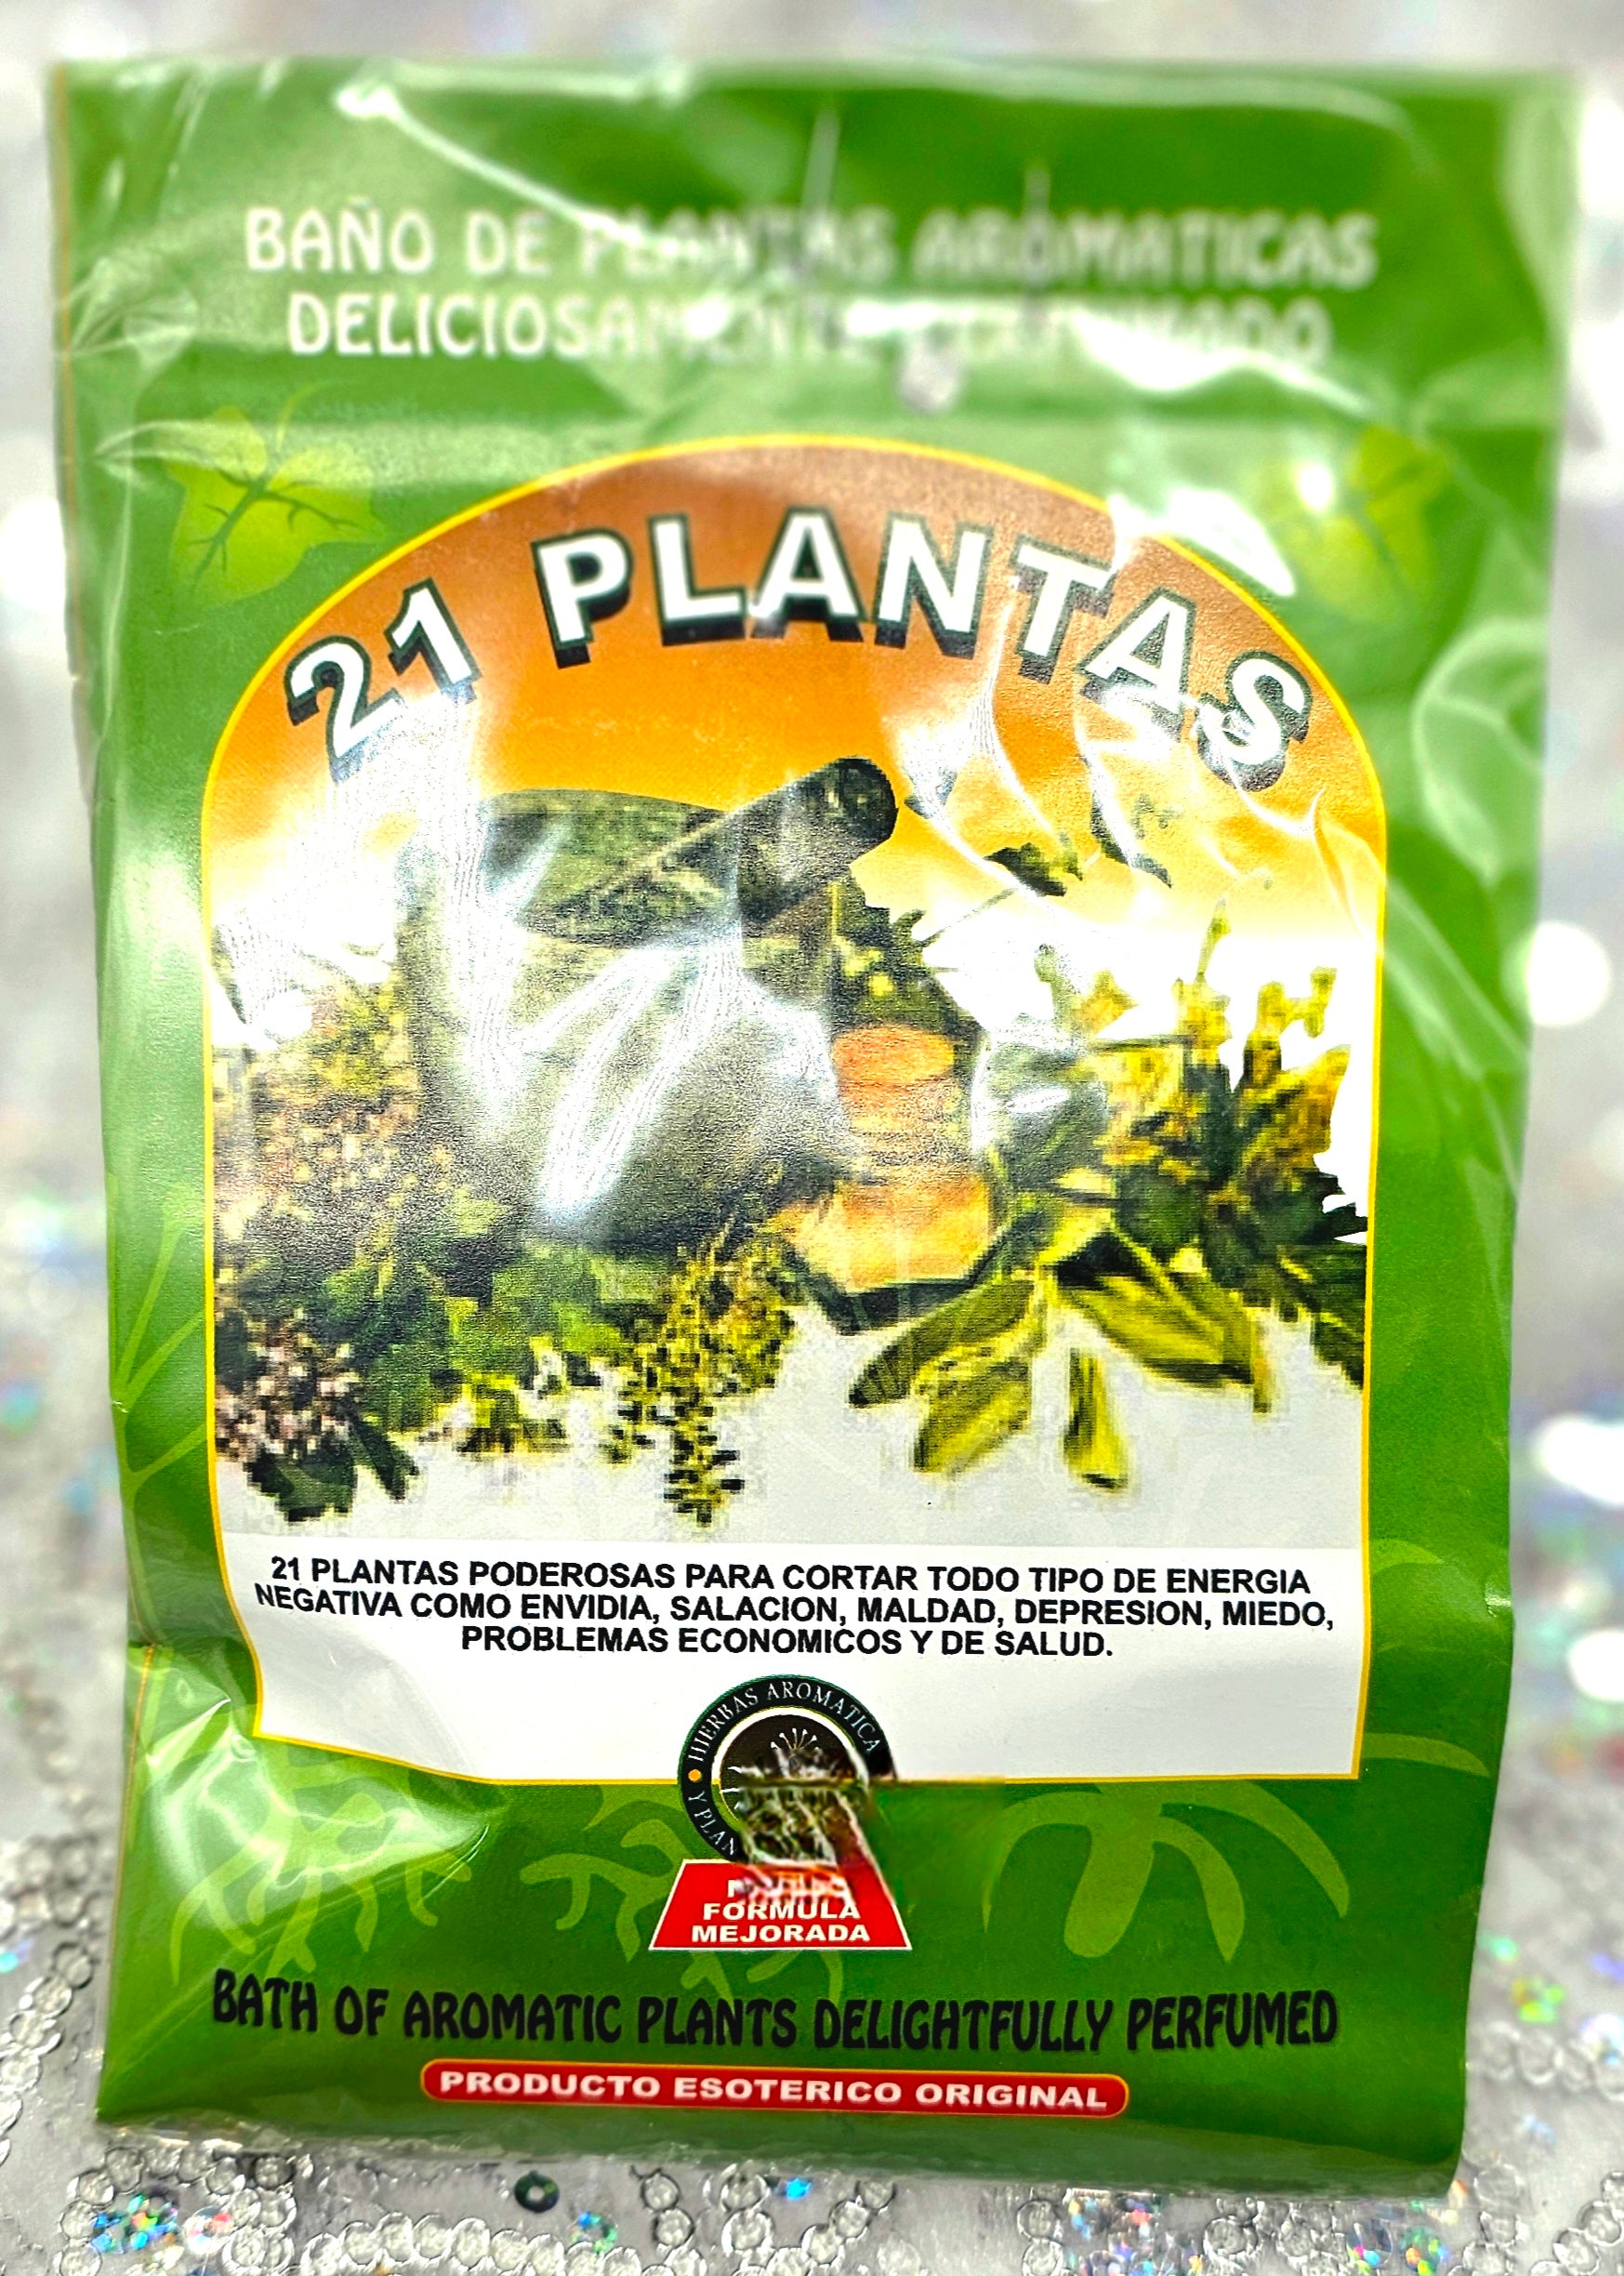 BAÑO DE PLANTAS AROMATICAS
DELICIOSAMENTE PERFUMADO
21 PLANTAS
21 PLANTAS PODEROSAS PARA CORTAR TODO TIPO DE ENERGIA
NEGATIVA COMO ENVIDIA, SALACION, MALDAD, DEPRESION, MIEDO,
PROBLEMAS ECONOMICOS Y DE SALUD.
HIERBAS AROMATICA
FORMULA
MEJORADA
BATH OF AROMATIC PLANTS DELIGHTFULLY PERFUMED
PRODUCTO ESOTERICO ORIGINAL